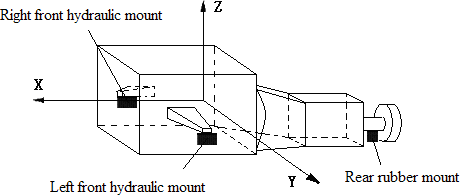 Right front hydraulic mount
Z
X
Y
Rear rubber mount
Left front hydraulic mount